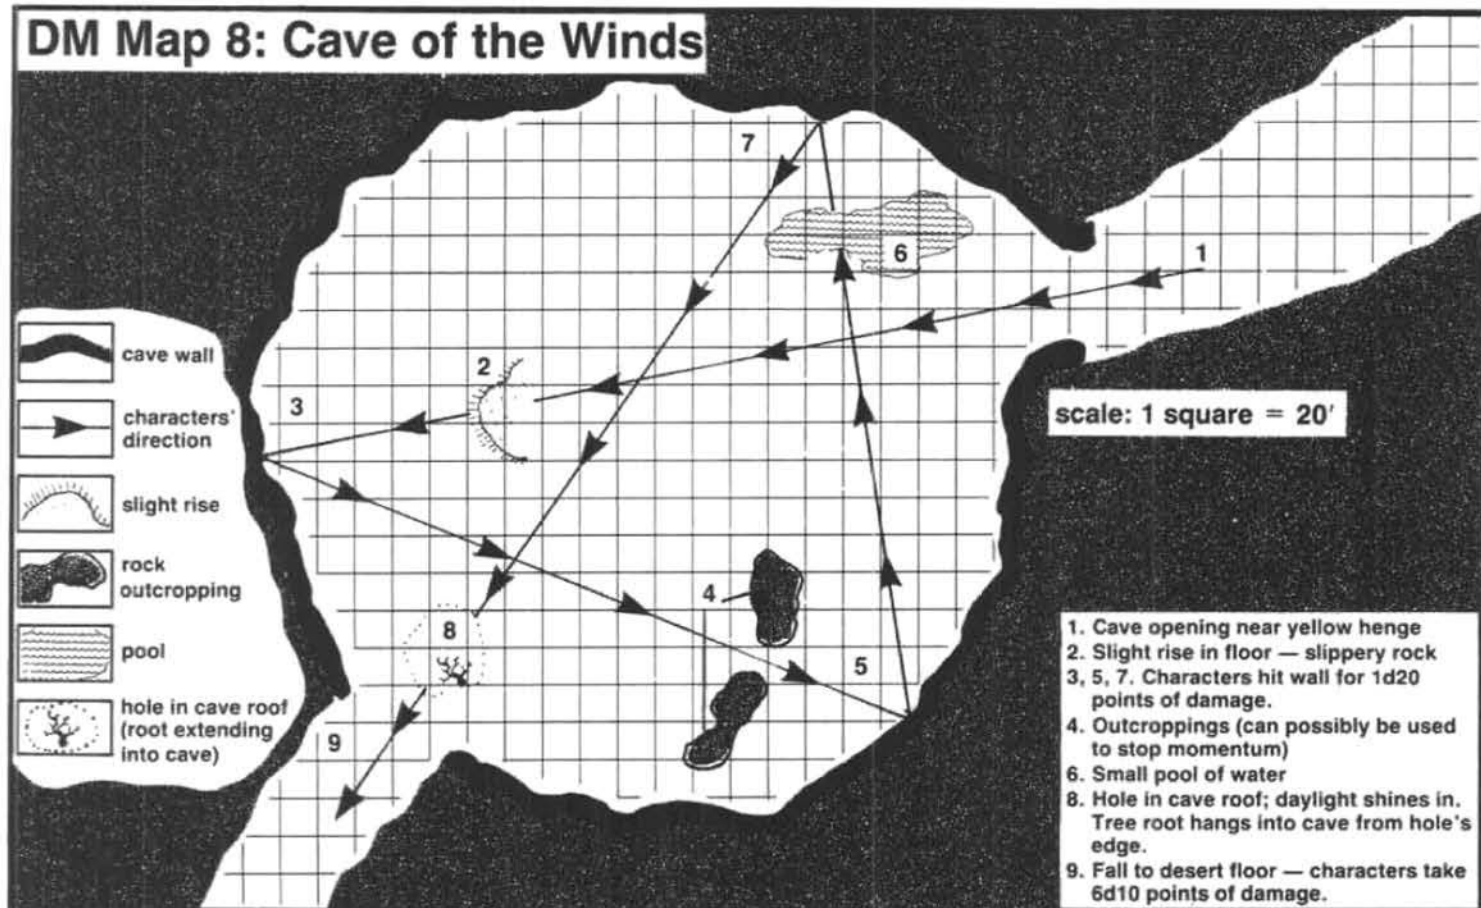 DM Map 8: Cave of the Winds
7
6
1
2
3
4
5
8
9
cave wall
characters'
direction
slight rise
rock
outcropping
pool
hole in cave roof
(root extending
into cave)
scale: 1 square = 20'
1. Cave opening near yellow henge
2. Slight rise in floor — slippery rock
3, 5, 7. Characters hit wall for 1d20
points of damage.
4. Outcroppings (can possibly be used
to stop momentum)
6. Small pool of water
8. Hole in cave roof; daylight shines in.
Tree root hangs into cave from hole's
edge.
9. Fall to desert floor — characters take
6d10 points of damage.